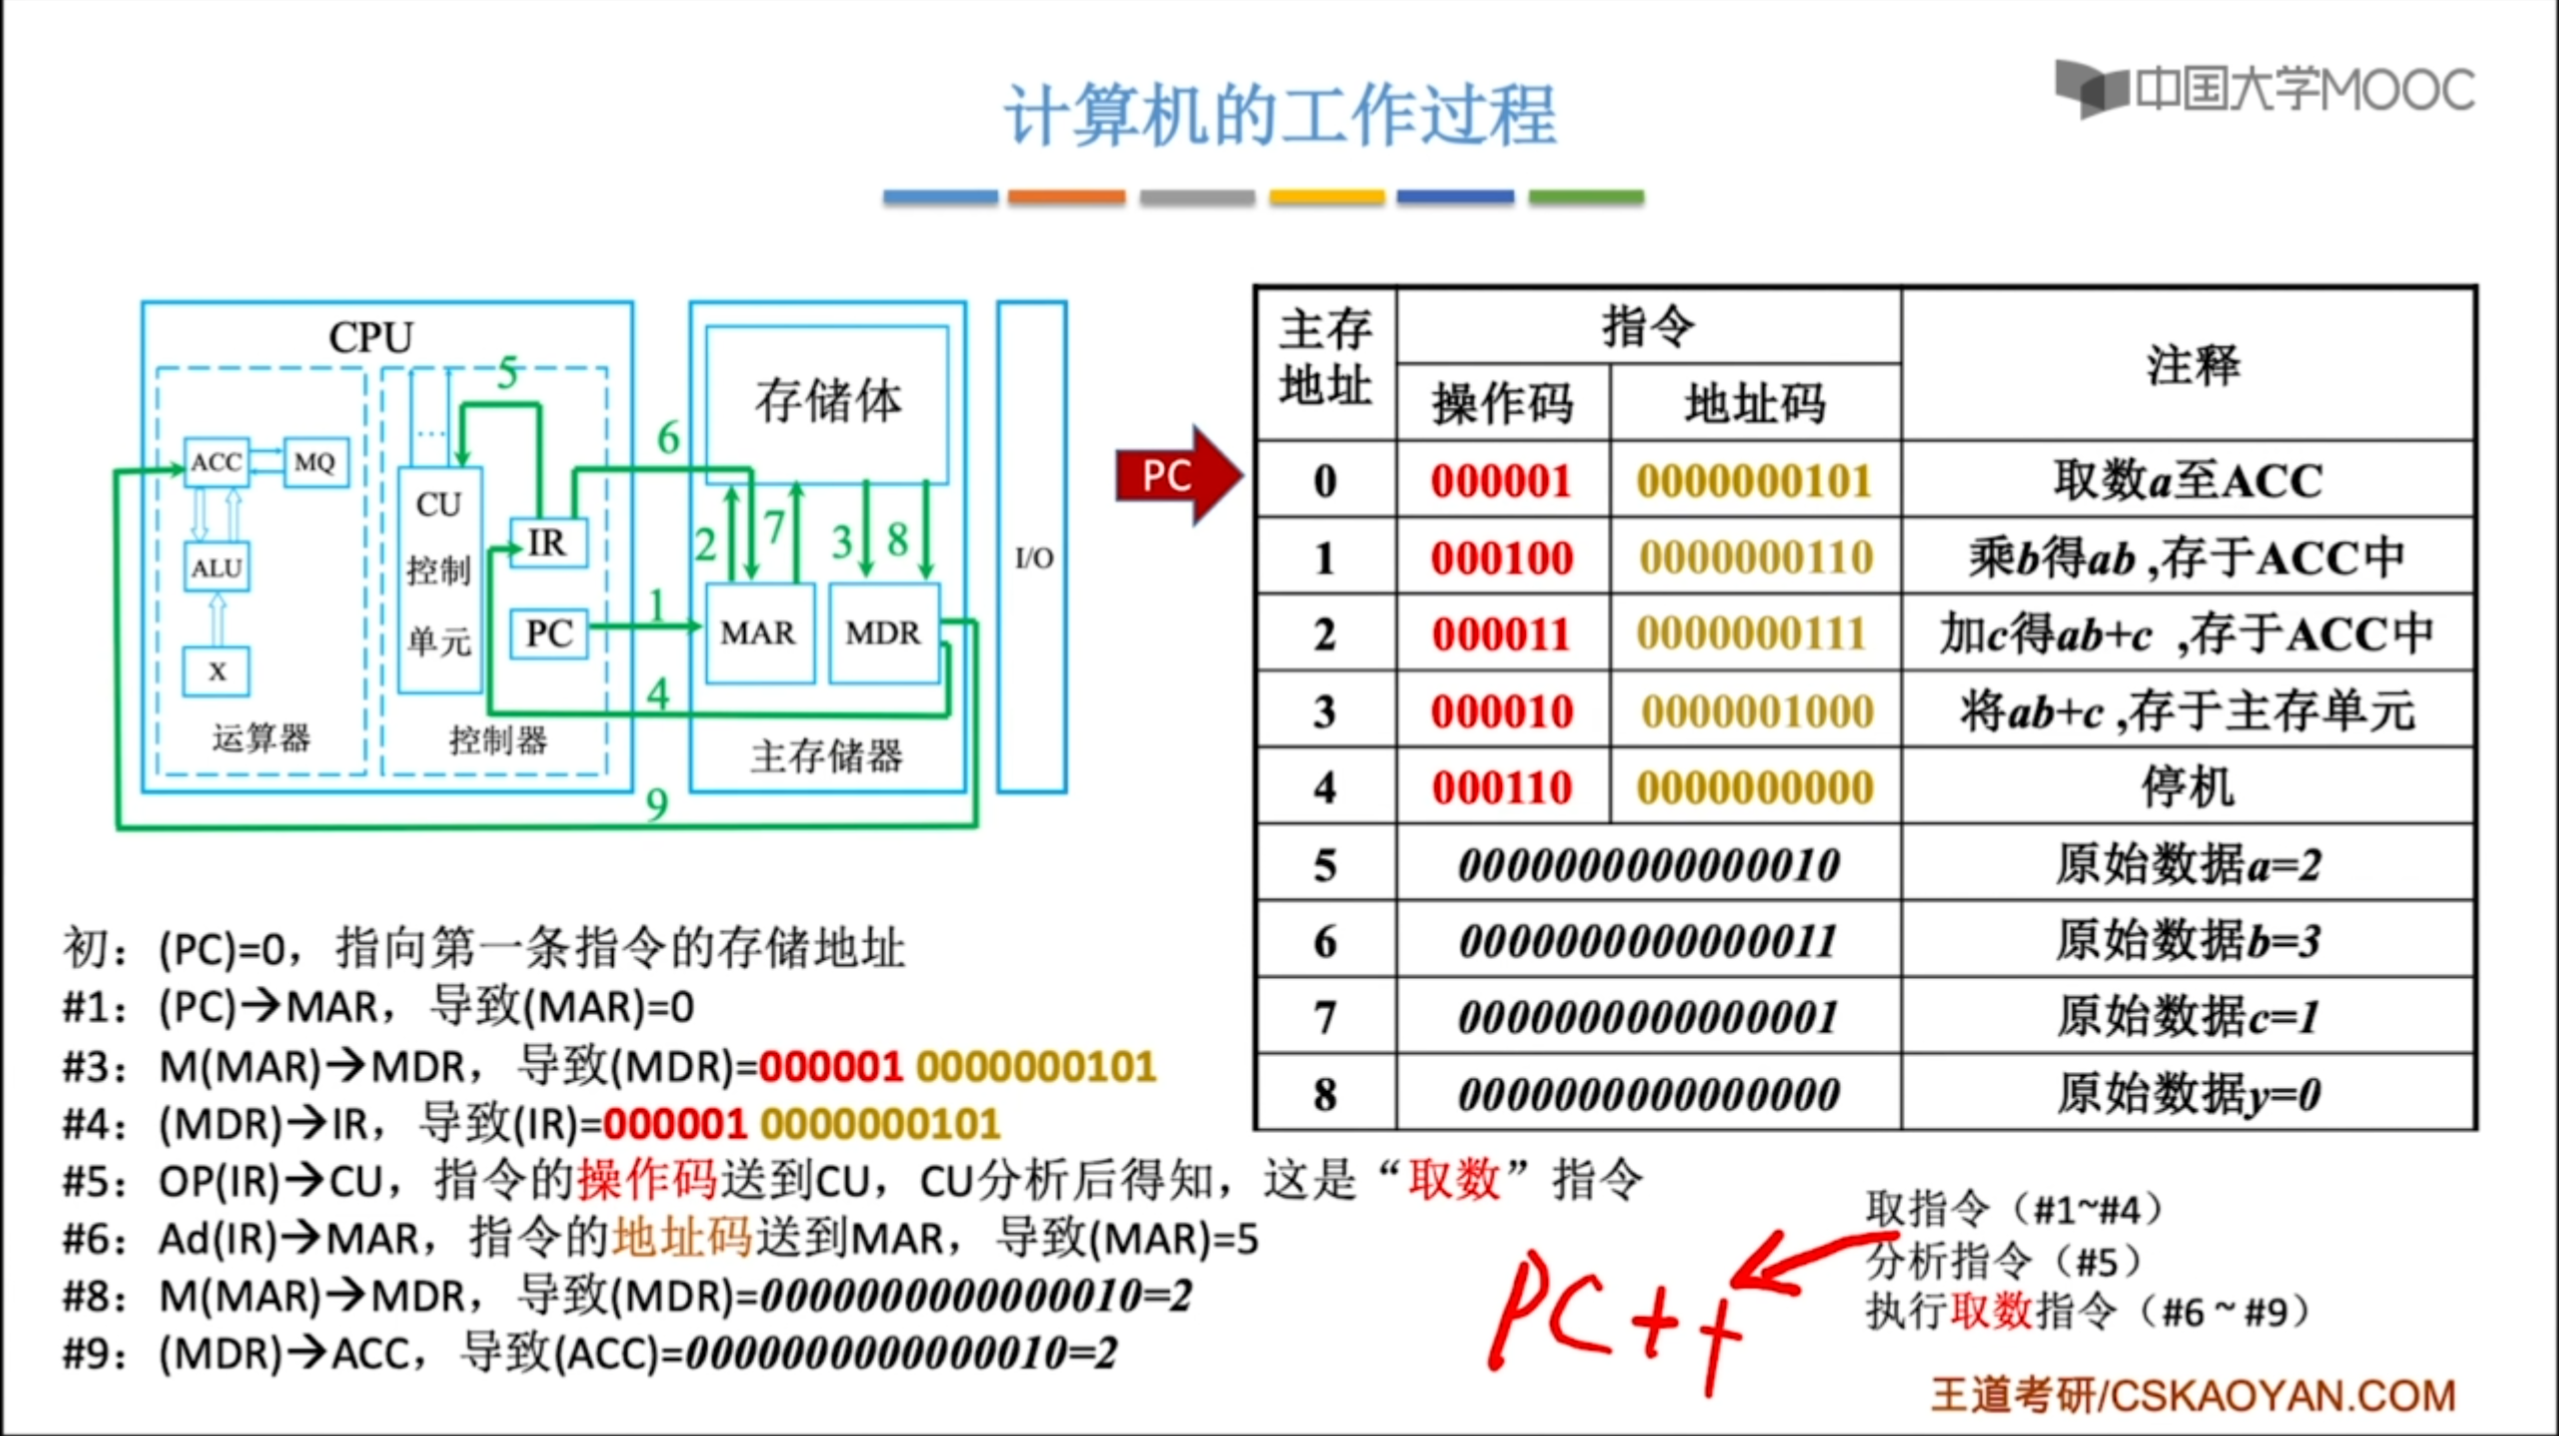 中国大学MOOC
计算机的工作过程
CPU
5
ACC
MQ
ALU
X
运算器
...
CU
控制
单元
IR
PC
控制器
6
1
4
9
存储体
2
7
3
8
MAR
MDR
主存储器
I/O
PC
主存地址 指令 注释
操作码 地址码
0 000001 0000000101 取数a至ACC
1 000100 0000000110 乘b得ab ,存于ACC中
2 000011 0000000111 加c得ab+c ,存于ACC中
3 000010 0000001000 将ab+c ,存于主存单元
4 000110 0000000000 停机
5 0000000000000010 原始数据a=2
6 0000000000000011 原始数据b=3
7 0000000000000001 原始数据c=1
8 0000000000000000 原始数据y=0
初：(PC)=0，指向第一条指令的存储地址
#1：(PC)→MAR，导致(MAR)=0
#3：M(MAR)→MDR，导致(MDR)=000001 0000000101
#4：(MDR)→IR，导致(IR)=000001 0000000101
#5：OP(IR)→CU，指令的操作码送到CU，CU分析后得知，这是“取数”指令
#6：Ad(IR)→MAR，指令的地址码送到MAR，导致(MAR)=5
#8：M(MAR)→MDR，导致(MDR)=0000000000000010=2
#9：(MDR)→ACC，导致(ACC)=0000000000000010=2
取指令（#1~#4）
分析指令（#5）
执行取数指令（#6 ~ #9）
PC++
王道考研/CSKAOYAN.COM